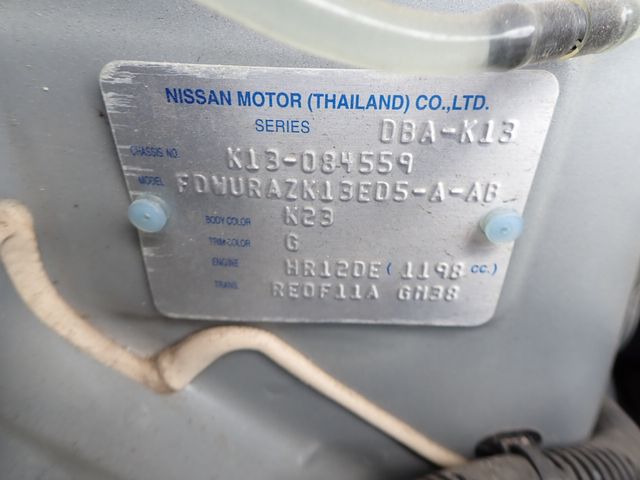 NISSAN MOTOR (THAILAND) CO.,LTD.
SERIES DBA-K13
CHASSIS NO. K13-084559
MODEL FDWURAZK13ED5-A-AB
BODY COLOR K23
TRIM COLOR G
ENGINE HR12DE (1198 CC.)
TRANS. RE0F11A GH38